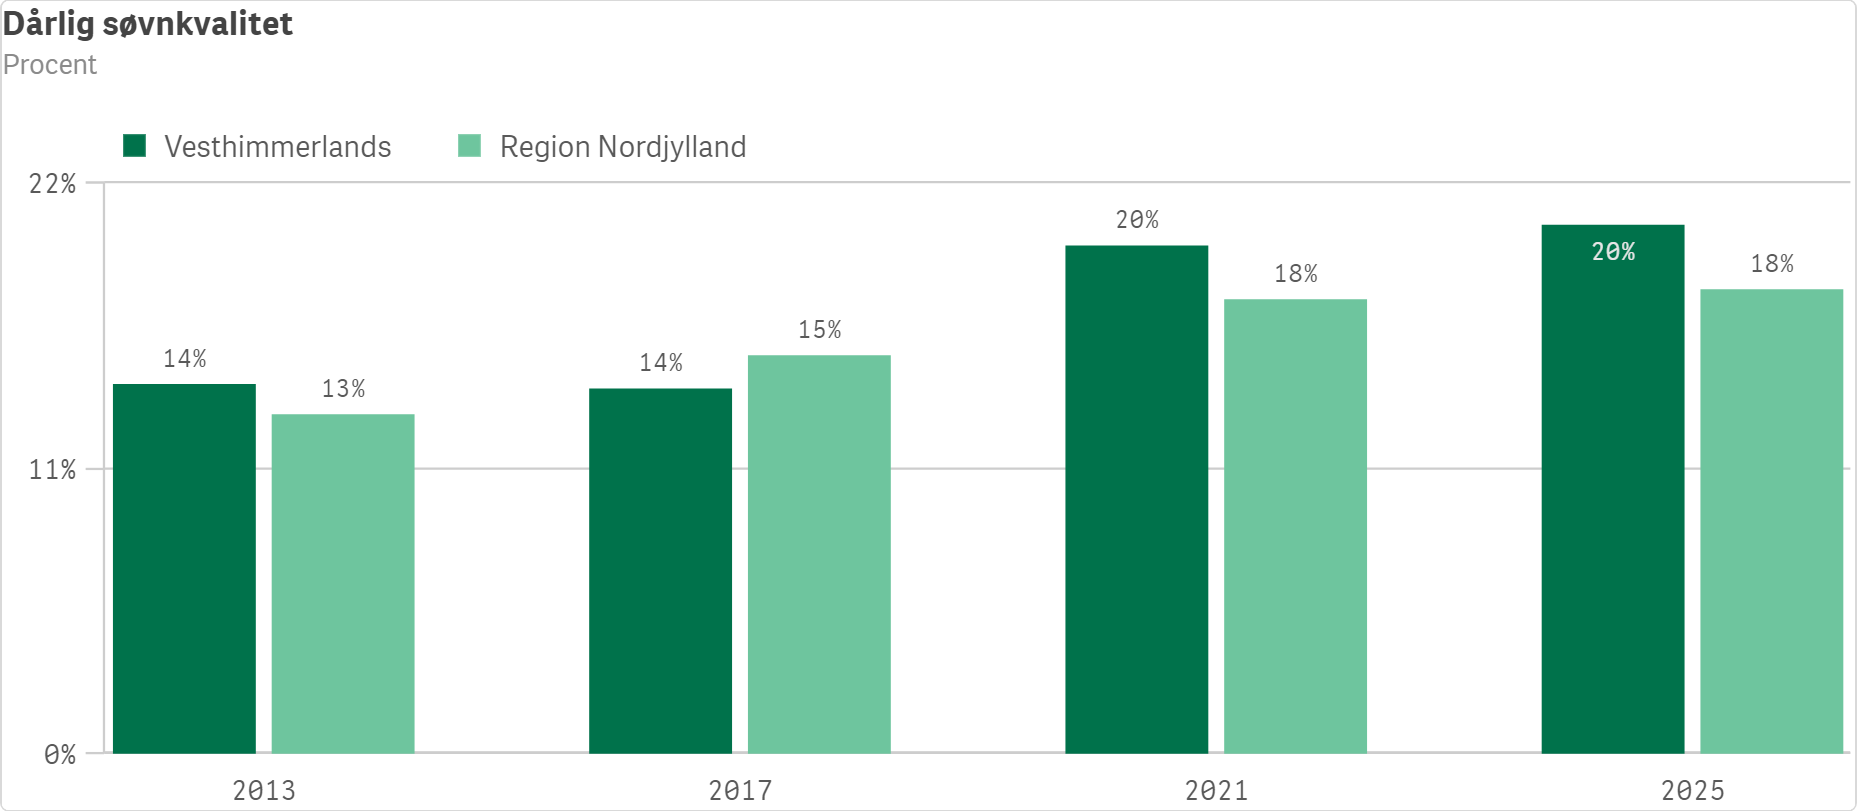 Dårlig søvnkvalitet
Procent
Vesthimmerlands Region Nordjylland
22%
11%
0%
14% 13% 14% 15% 20% 18% 20% 18%
2013 2017 2021 2025